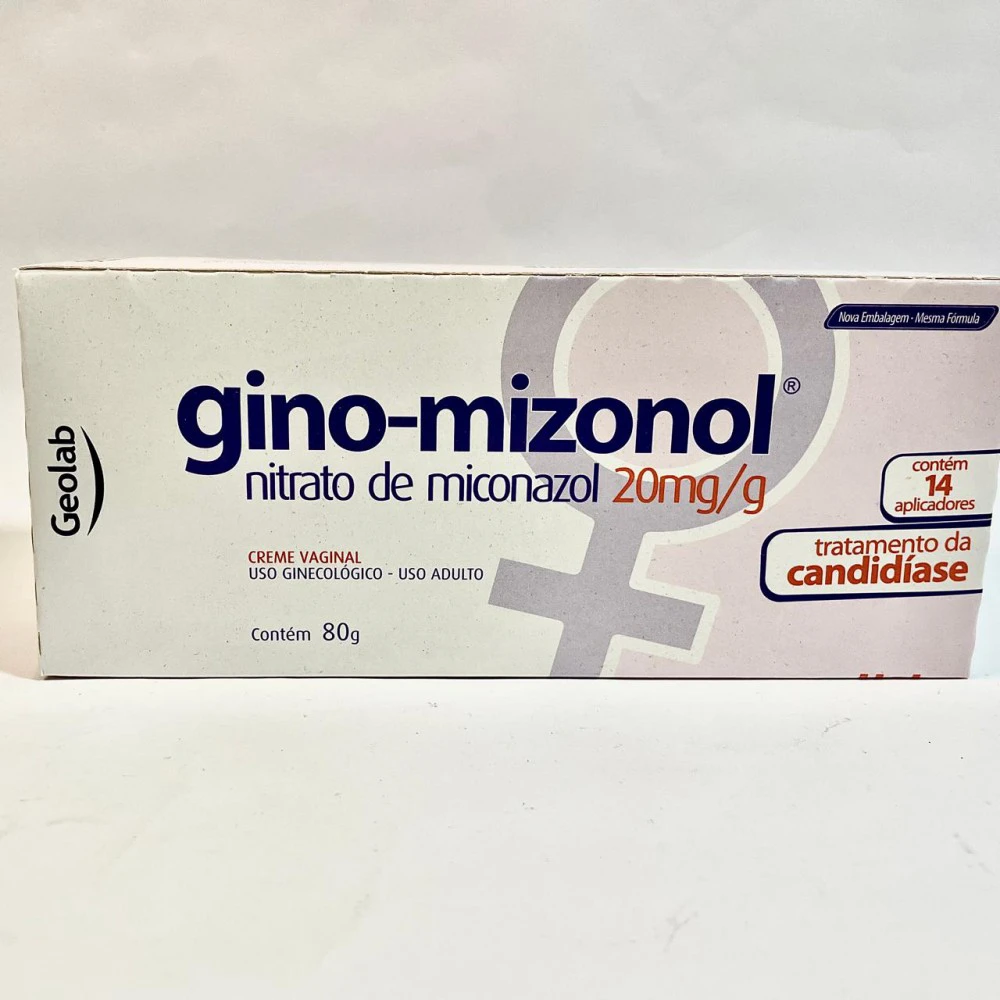 Nova Embalagem - Mesma Fórmula
gino-mizonol®
nitrato de miconazol 20mg/g
Geolab
contém
14
aplicadores
tratamento da
candidíase
CREME VAGINAL
USO GINECOLÓGICO - USO ADULTO
Contém 80g